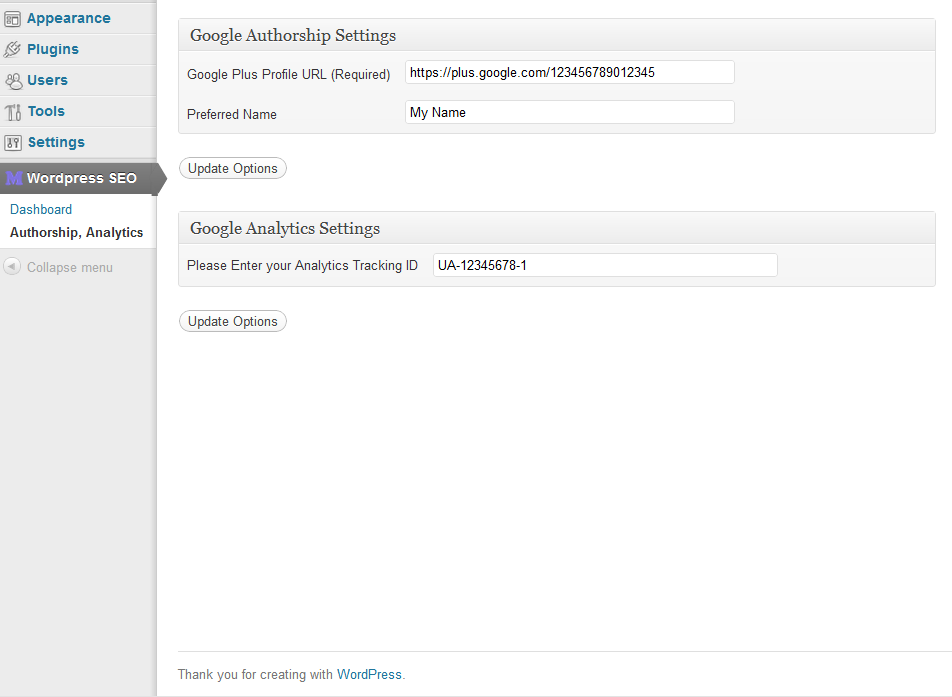 Appearance
Plugins
Users
Tools
Settings
Wordpress SEO
Dashboard
Authorship, Analytics
Collapse menu
Google Authorship Settings
Google Plus Profile URL (Required) https://plus.google.com/123456789012345
Preferred Name My Name
Update Options
Google Analytics Settings
Please Enter your Analytics Tracking ID UA-12345678-1
Update Options
Thank you for creating with WordPress.